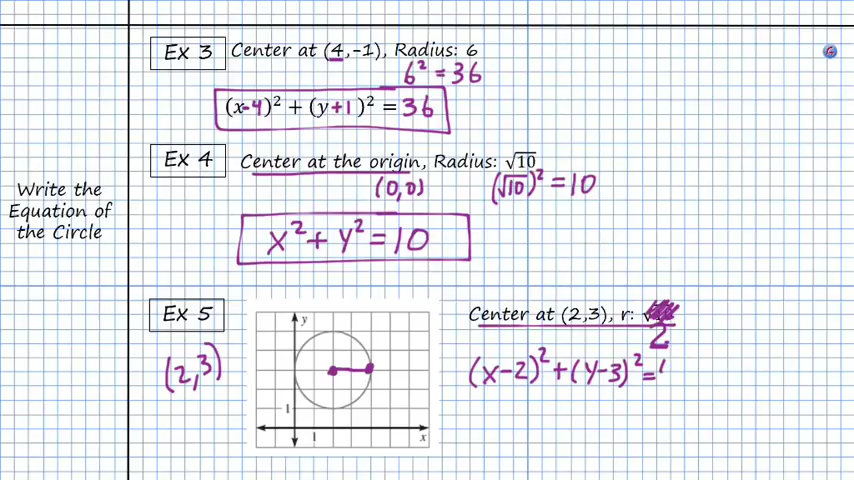 Ex 3 Center at (4,-1), Radius: 6
6² = 36
(x-4)² + (y+1)² = 36
Ex 4 Center at the origin, Radius: √10
(0,0) (√10)² = 10
Write the
Equation of
the Circle
x² + y² = 10
Ex 5 Center at (2,3), r:
2
y
(2,3) (x-2)² + (y-3)² =
1
1 x